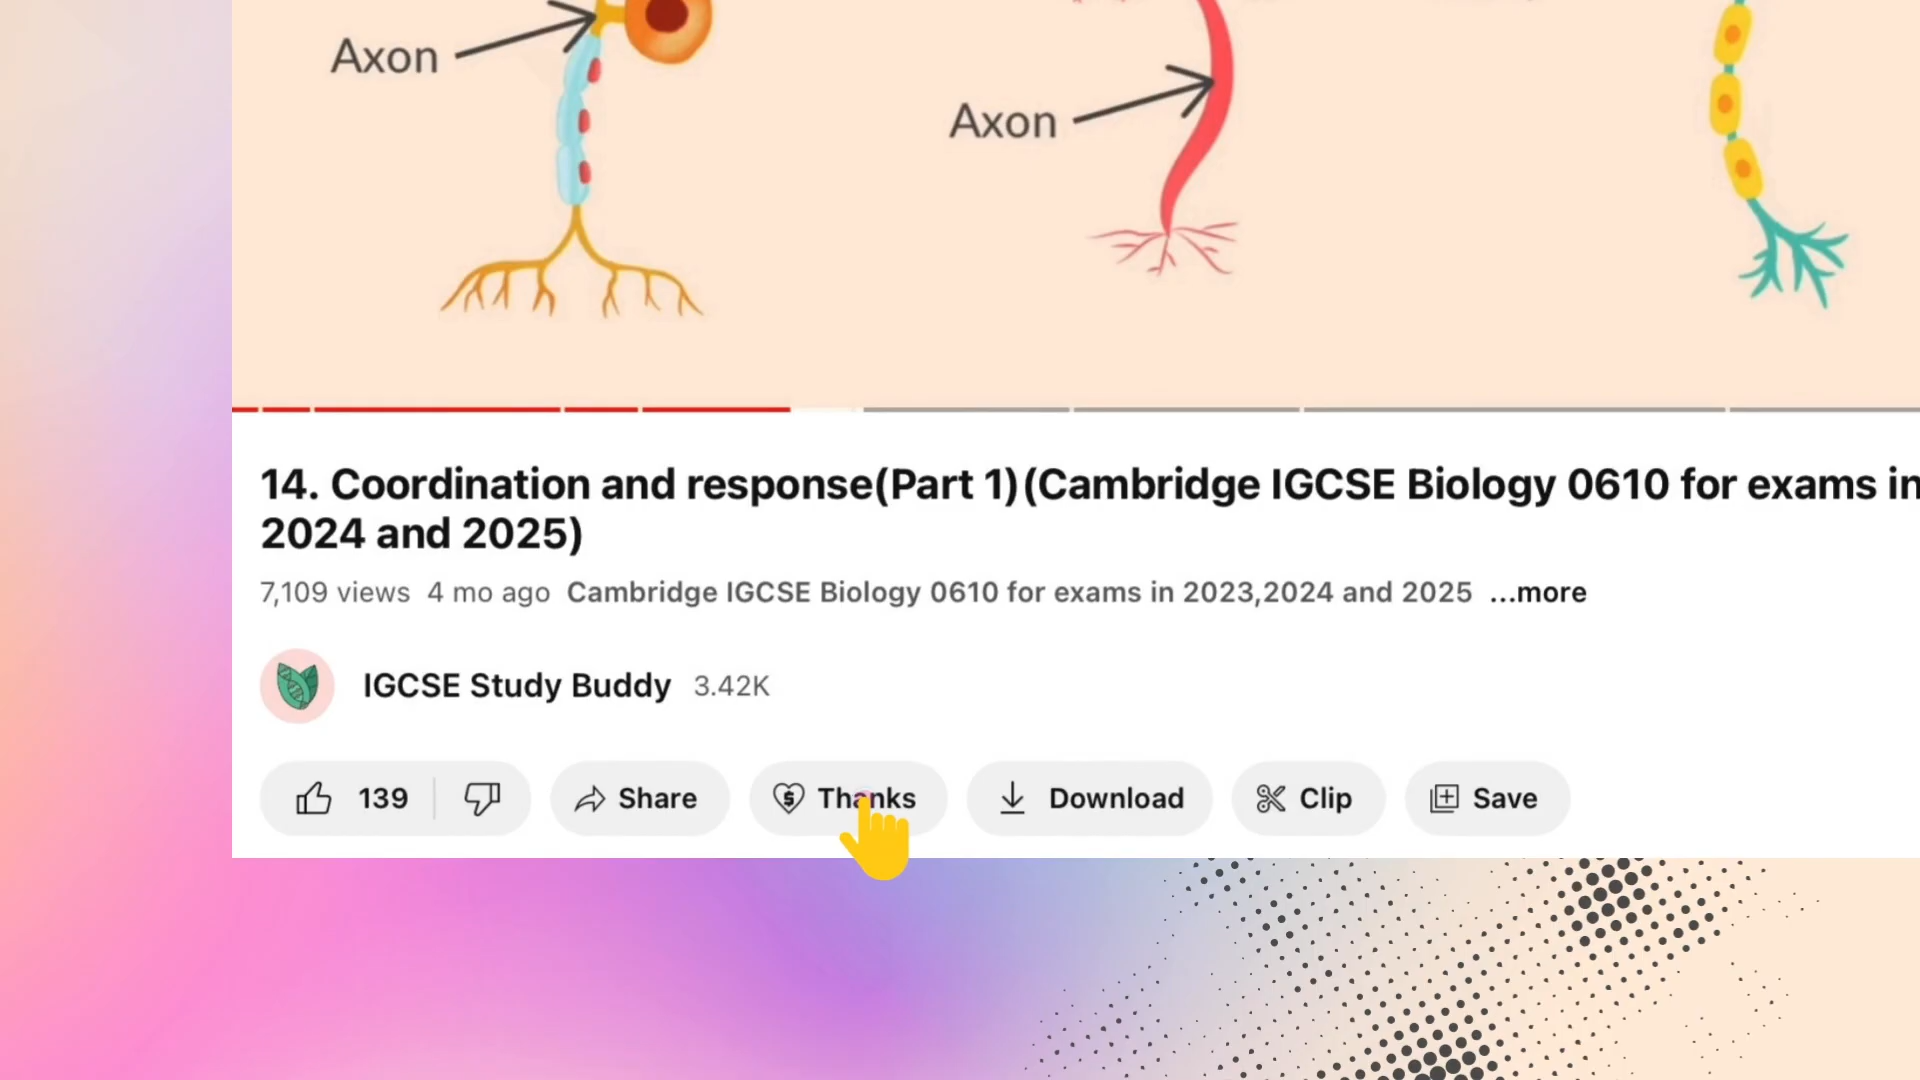 Axon
Axon
14. Coordination and response(Part 1)(Cambridge IGCSE Biology 0610 for exams in
2024 and 2025)
7,109 views 4 mo ago Cambridge IGCSE Biology 0610 for exams in 2023,2024 and 2025 ...more
IGCSE Study Buddy 3.42K
139 Share Thanks Download Clip Save